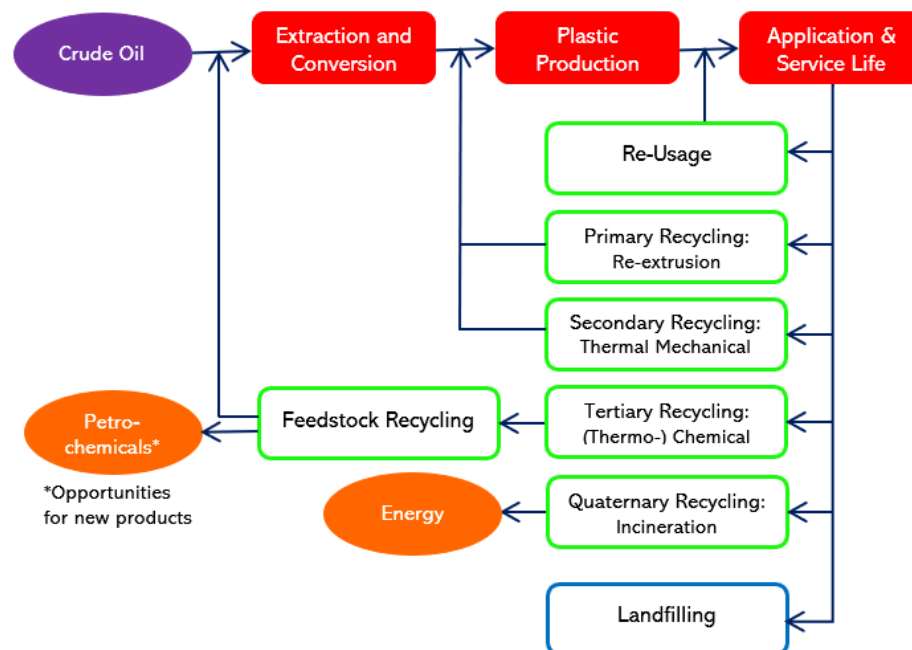 Crude Oil
Extraction and
Conversion
Plastic
Production
Application &
Service Life
Re-Usage
Primary Recycling:
Re-extrusion
Secondary Recycling:
Thermal Mechanical
Tertiary Recycling:
(Thermo-) Chemical
Feedstock Recycling
Petro-
chemicals*
*Opportunities
for new products
Quaternary Recycling:
Incineration
Energy
Landfilling